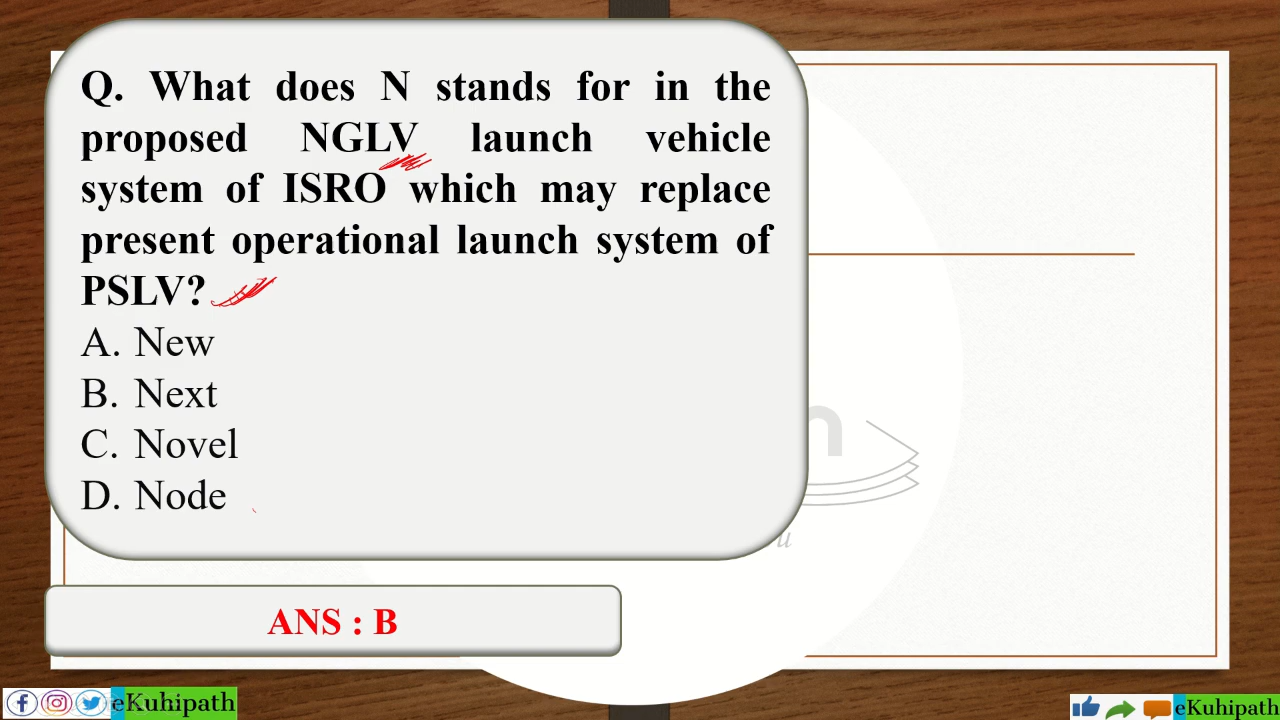 Q. What does N stands for in the
proposed NGLV launch vehicle
system of ISRO which may replace
present operational launch system of
PSLV?
A. New
B. Next
C. Novel
D. Node
ANS : B
eKuhipath
eKuhipath